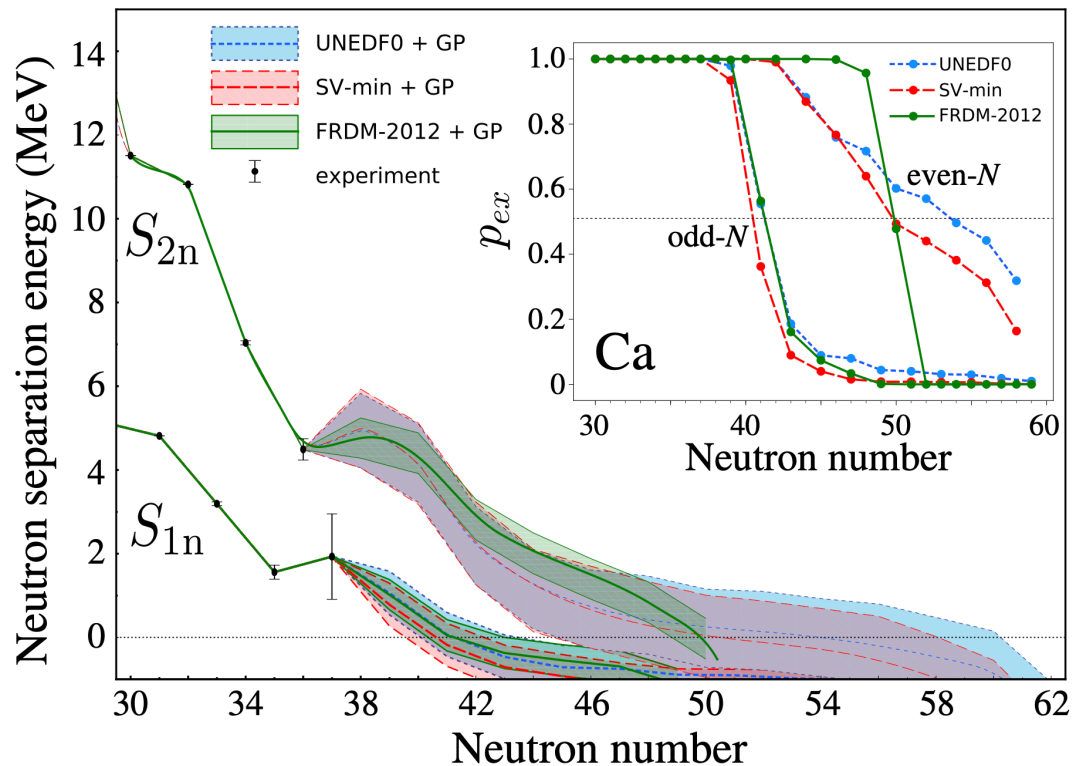 Neutron separation energy (MeV)
14
12
10
8
6
4
2
0
UNEDF0 + GP
SV-min + GP
FRDM-2012 + GP
experiment
S2n
S1n
30
34
38
42
46
50
54
58
62
Neutron number
pex
1.0
0.8
0.6
0.4
0.2
0
UNEDF0
SV-min
FRDM-2012
even-N
odd-N
Ca
30
40
50
60
Neutron number